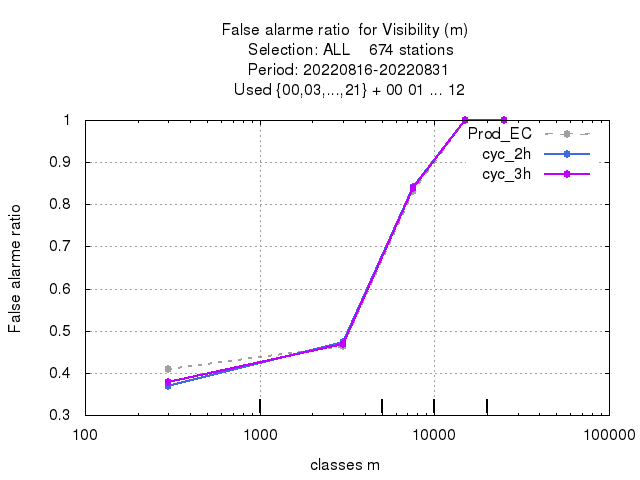 False alarme ratio  for Visibility (m)
Selection: ALL    674 stations
Period: 20220816-20220831
Used {00,03,...,21} + 00 01 ... 12
1
0.9
0.8
0.7
0.6
0.5
0.4
0.3
False alarme ratio
Prod_EC
cyc_2h
cyc_3h
100
1000
10000
100000
classes m